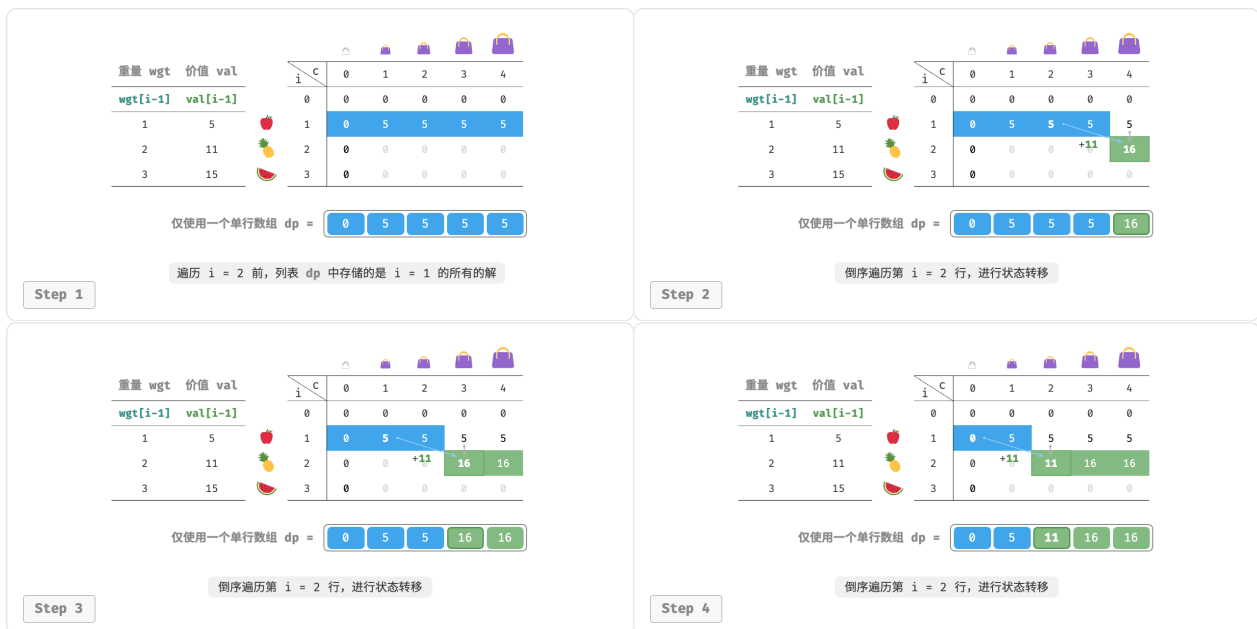 重量 wgt 价值 val
i c 0 1 2 3 4
wgt[i-1] val[i-1] 0 0 0 0 0 0
1 5 1 0 5 5 5 5
2 11 2 0 0 0 0 0
3 15 3 0 0 0 0 0
仅使用一个单行数组 dp = 0 5 5 5 5
遍历 i = 2 前，列表 dp 中存储的是 i = 1 的所有的解
Step 1
重量 wgt 价值 val
i c 0 1 2 3 4
wgt[i-1] val[i-1] 0 0 0 0 0 0
1 5 1 0 5 5 5 5
2 11 2 0 0 0 0 +11 16
3 15 3 0 0 0 0 0
仅使用一个单行数组 dp = 0 5 5 5 16
倒序遍历第 i = 2 行，进行状态转移
Step 2
重量 wgt 价值 val
i c 0 1 2 3 4
wgt[i-1] val[i-1] 0 0 0 0 0 0
1 5 1 0 5 5 5 5
2 11 2 0 0 0 +11 16 16
3 15 3 0 0 0 0 0
仅使用一个单行数组 dp = 0 5 5 16 16
倒序遍历第 i = 2 行，进行状态转移
Step 3
重量 wgt 价值 val
i c 0 1 2 3 4
wgt[i-1] val[i-1] 0 0 0 0 0 0
1 5 1 0 5 5 5 5
2 11 2 0 0 +11 11 16 16
3 15 3 0 0 0 0 0
仅使用一个单行数组 dp = 0 5 11 16 16
倒序遍历第 i = 2 行，进行状态转移
Step 4